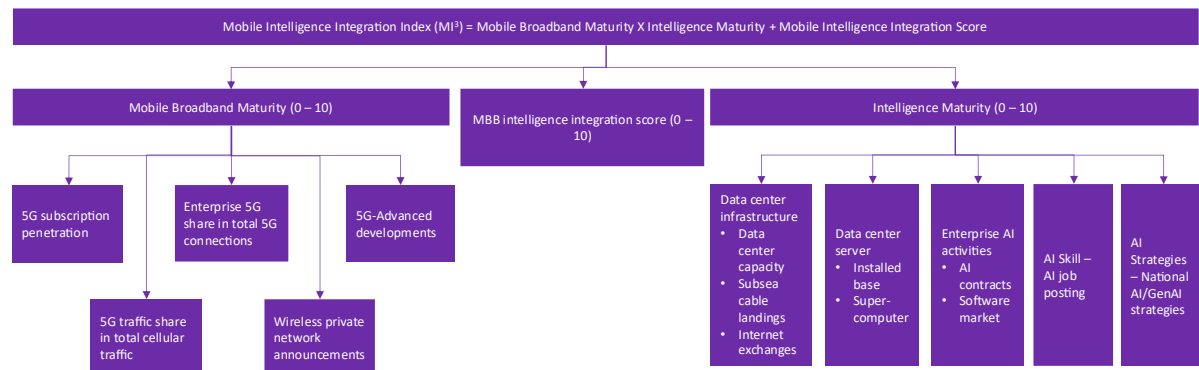 Mobile Intelligence Integration Index (MI³) = Mobile Broadband Maturity X Intelligence Maturity + Mobile Intelligence Integration Score
Mobile Broadband Maturity (0 – 10)
MBB intelligence integration score (0 –
10)
Intelligence Maturity (0 – 10)
5G subscription
penetration
Enterprise 5G
share in total 5G
connections
5G-Advanced
developments
5G traffic share
in total cellular
traffic
Wireless private
network
announcements
Data center
infrastructure
• Data
center
capacity
• Subsea
cable
landings
• Internet
exchanges
Data center
server
• Installed
base
• Super-
computer
Enterprise AI
activities
• AI
contracts
• Software
market
AI Skill –
AI job
posting
AI
Strategies
– National
AI/GenAI
strategies